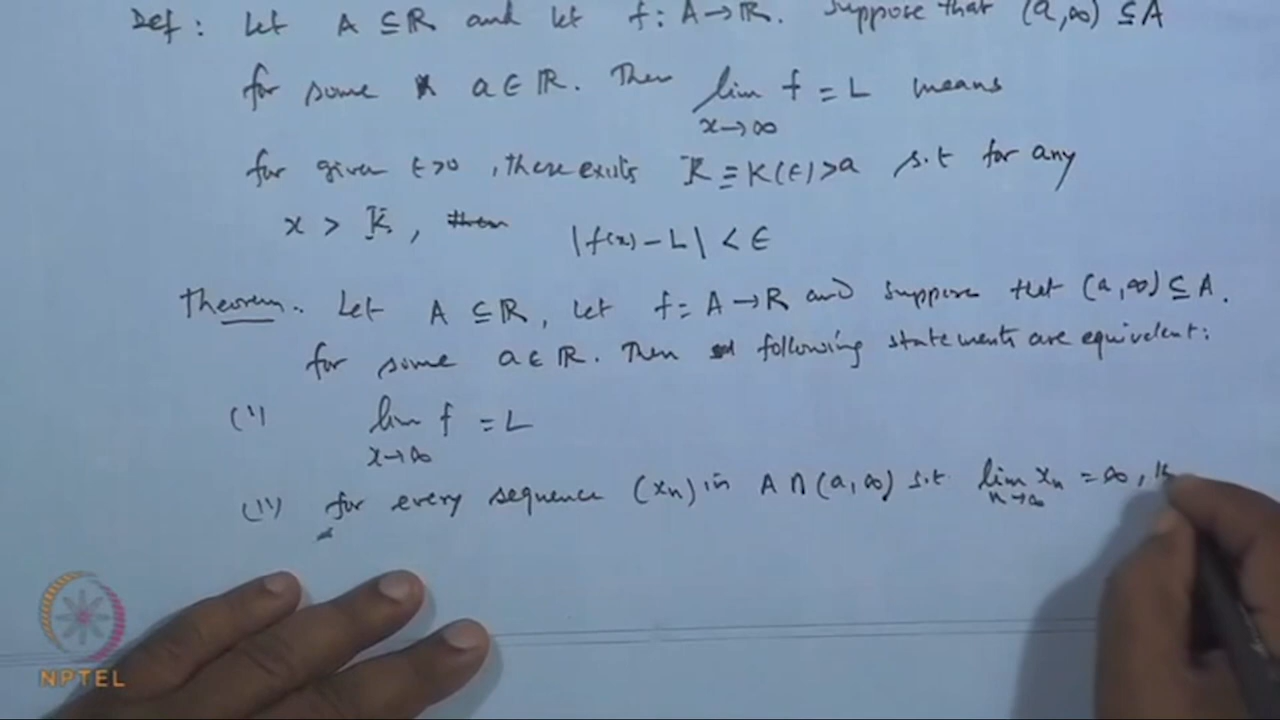 Def: Let A ⊆ ℝ and let f: A → ℝ. Suppose that (a, ∞) ⊆ A
for some a ∈ ℝ. Then lim f = L means
x→∞
for given ϵ>0, there exists K ≡ K(ϵ) > a s.t for any
x > K, then |f(x) - L| < ϵ
Theorem. Let A ⊆ ℝ, let f: A → ℝ and suppose that (a, ∞) ⊆ A.
for some a ∈ ℝ. Then following statements are equivalent:
(i) lim f = L
x→∞
(ii) for every sequence (xn) in A ∩ (a, ∞) s.t. lim xn = ∞,
n→∞
NPTEL